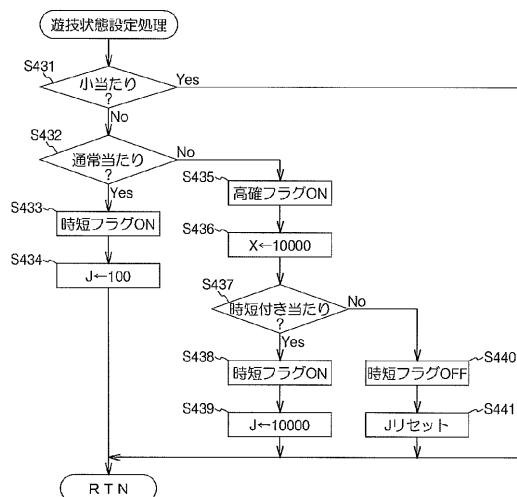 遊技状態設定処理
S431
小当たり
?
Yes
No
S432
通常当たり
?
No
Yes
S433
時短フラグON
S434
J←100
S435
高確フラグON
S436
X←10000
S437
時短付き当たり
?
No
Yes
S438
時短フラグON
S439
J←10000
S440
時短フラグOFF
S441
Jリセット
RTN